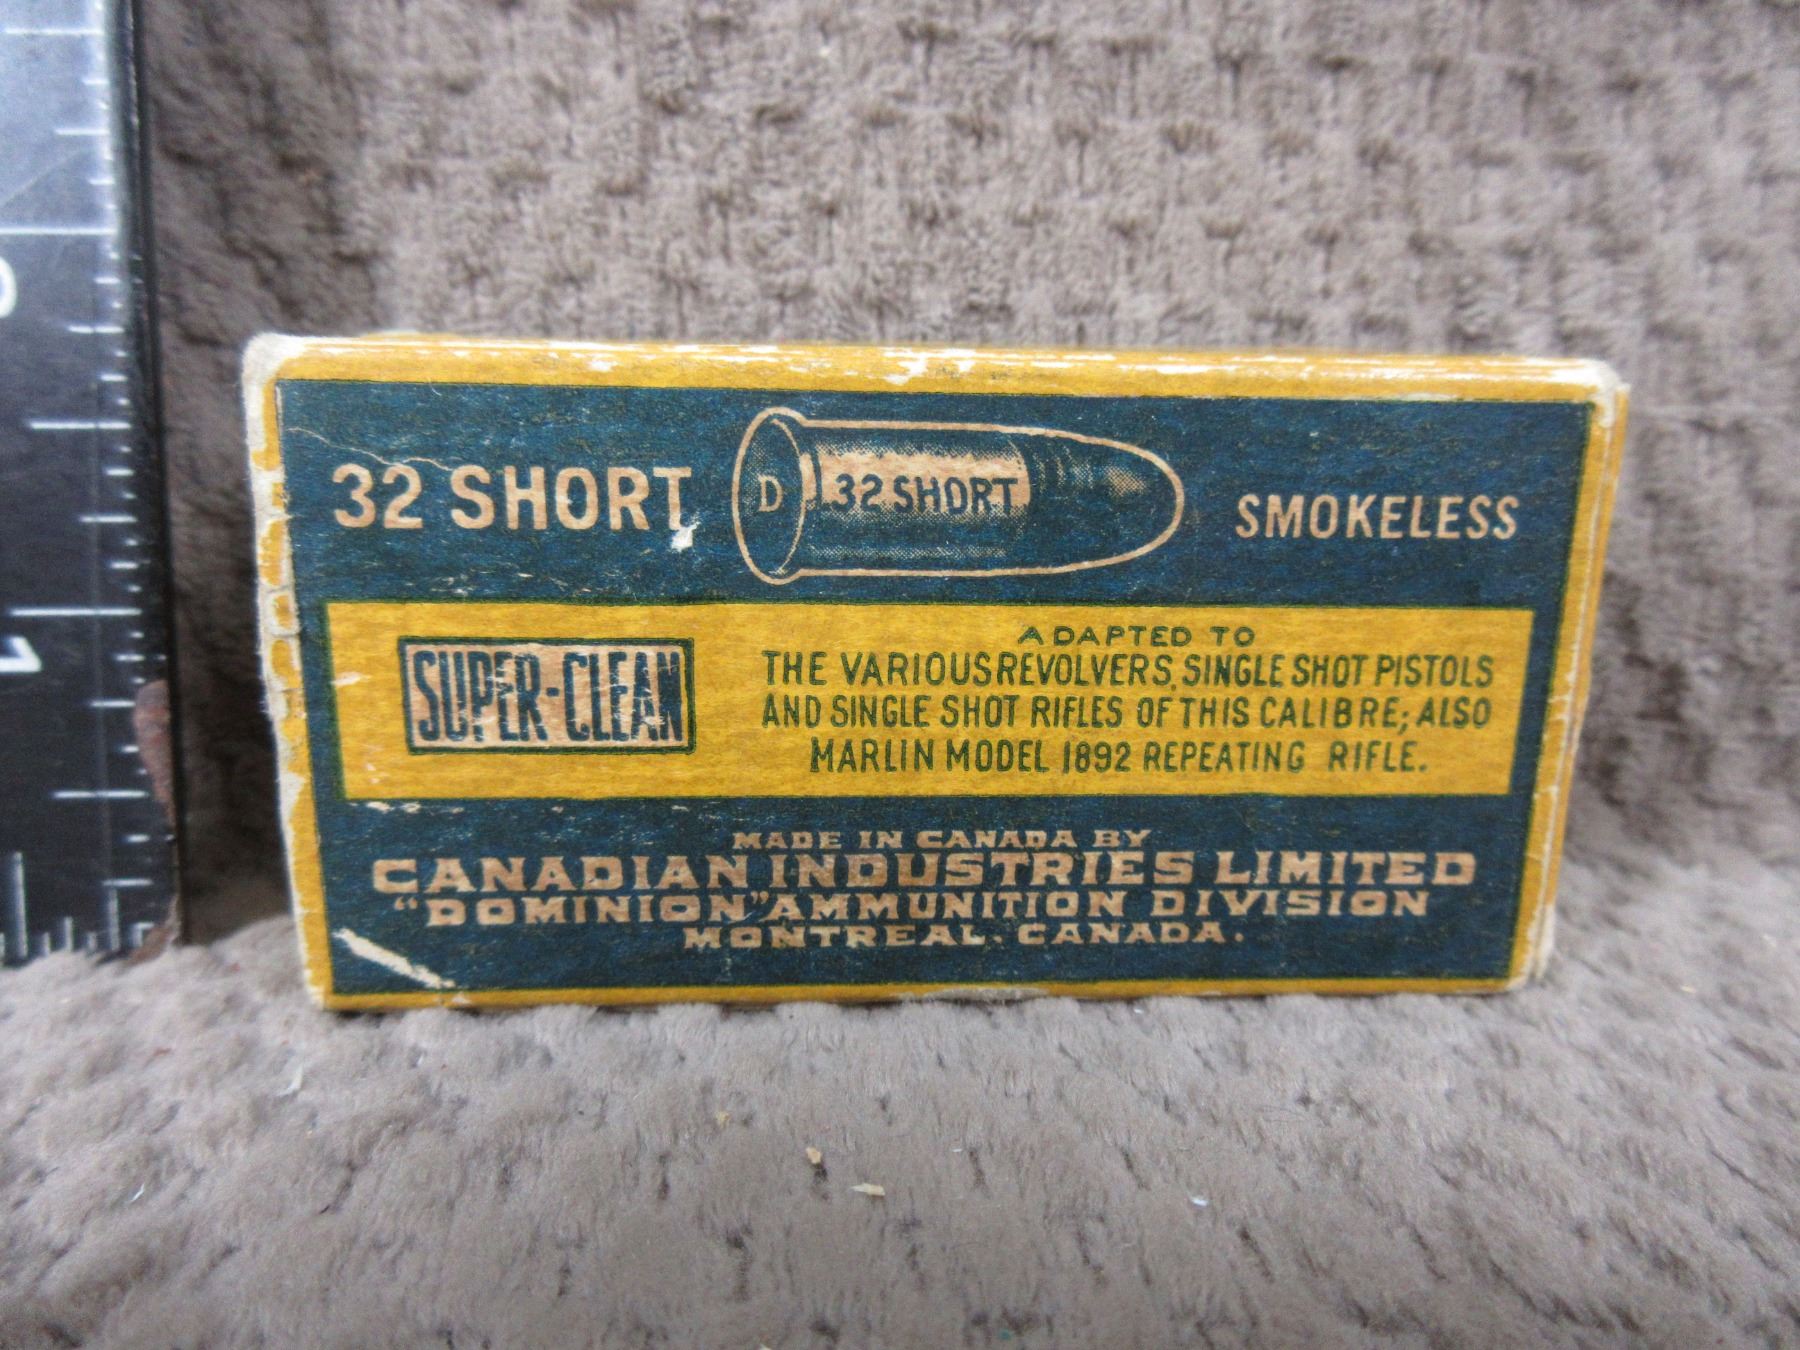 32 SHORT
D
.32 SHORT
SMOKELESS
SUPER-CLEAN
ADAPTED TO
THE VARIOUS REVOLVERS, SINGLE SHOT PISTOLS
AND SINGLE SHOT RIFLES OF THIS CALIBRE; ALSO
MARLIN MODEL 1892 REPEATING RIFLE.
MADE IN CANADA BY
CANADIAN INDUSTRIES LIMITED
"DOMINION" AMMUNITION DIVISION
MONTREAL. CANADA.
1